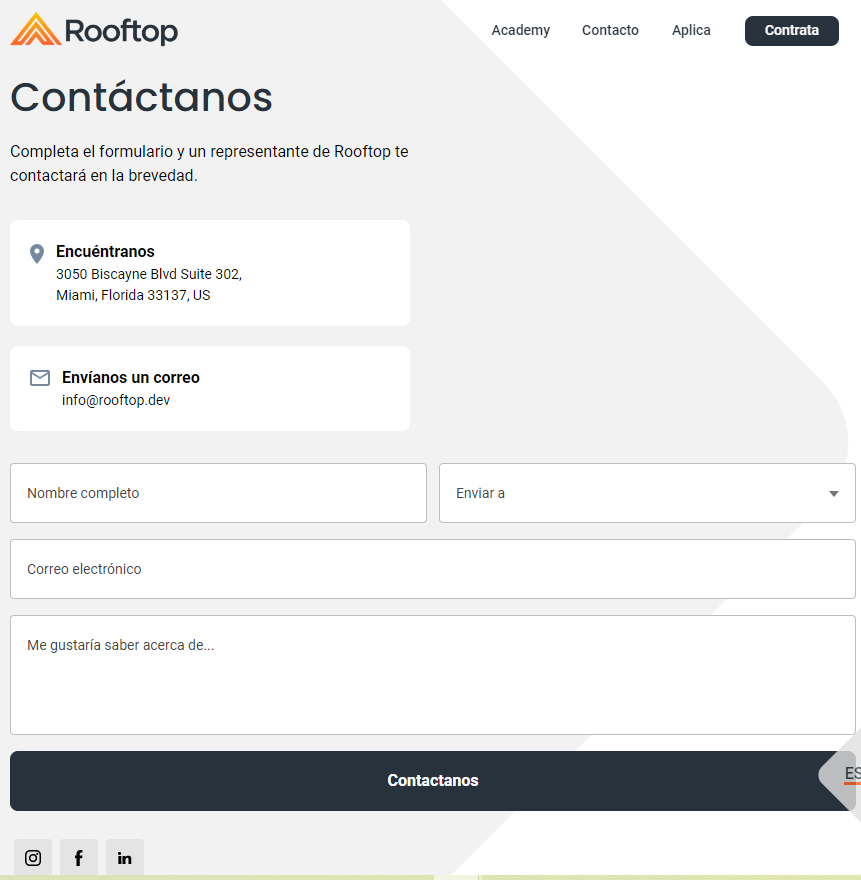 Rooftop
Academy
Contacto
Aplica
Contrata
Contáctanos
Completa el formulario y un representante de Rooftop te
contactará en la brevedad.
Encuéntranos
3050 Biscayne Blvd Suite 302,
Miami, Florida 33137, US
Envíanos un correo
info@rooftop.dev
Nombre completo
Enviar a
Correo electrónico
Me gustaría saber acerca de...
Contactanos
ES